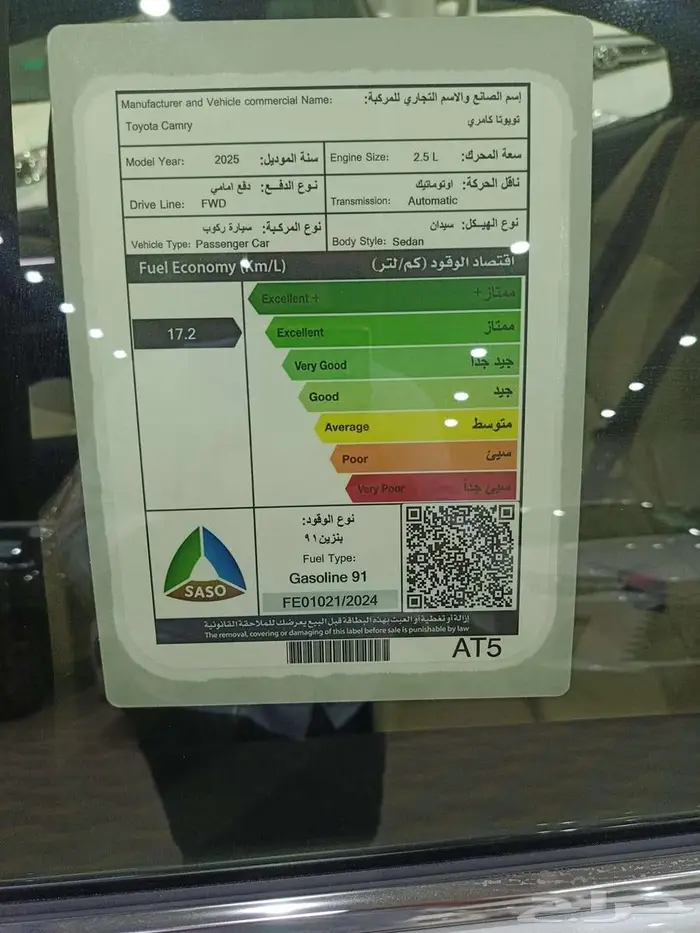 Manufacturer and Vehicle commercial Name: إسم الصانع والاسم التجاري للمركبة:
Toyota Camry تويوتا كامري
Model Year: 2025 سنة الموديل: Engine Size: 2.5 L سعة المحرك:
نوع الدفع: دفع امامي ناقل الحركة: اوتوماتيك
Drive Line: FWD Transmission: Automatic
نوع المركبة: سيارة ركوب نوع الهيكل: سيدان
Vehicle Type: Passenger Car Body Style: Sedan
Fuel Economy (Km/L) اقتصاد الوقود (كم/لتر)
Excellent + ممتاز +
17.2 Excellent ممتاز
Very Good جيد جداً
Good جيد
Average متوسط
Poor سيئ
Very Poor سيئ جداً
نوع الوقود:
بنزين ٩١
Fuel Type:
Gasoline 91
SASO
FE01021/2024
إزالة أو تغطية أو العبث بهذه البطاقة قبل البيع يعرضك للملاحقة القانونية
The removal, covering or damaging of this label before sale is punishable by law
AT5
حراج